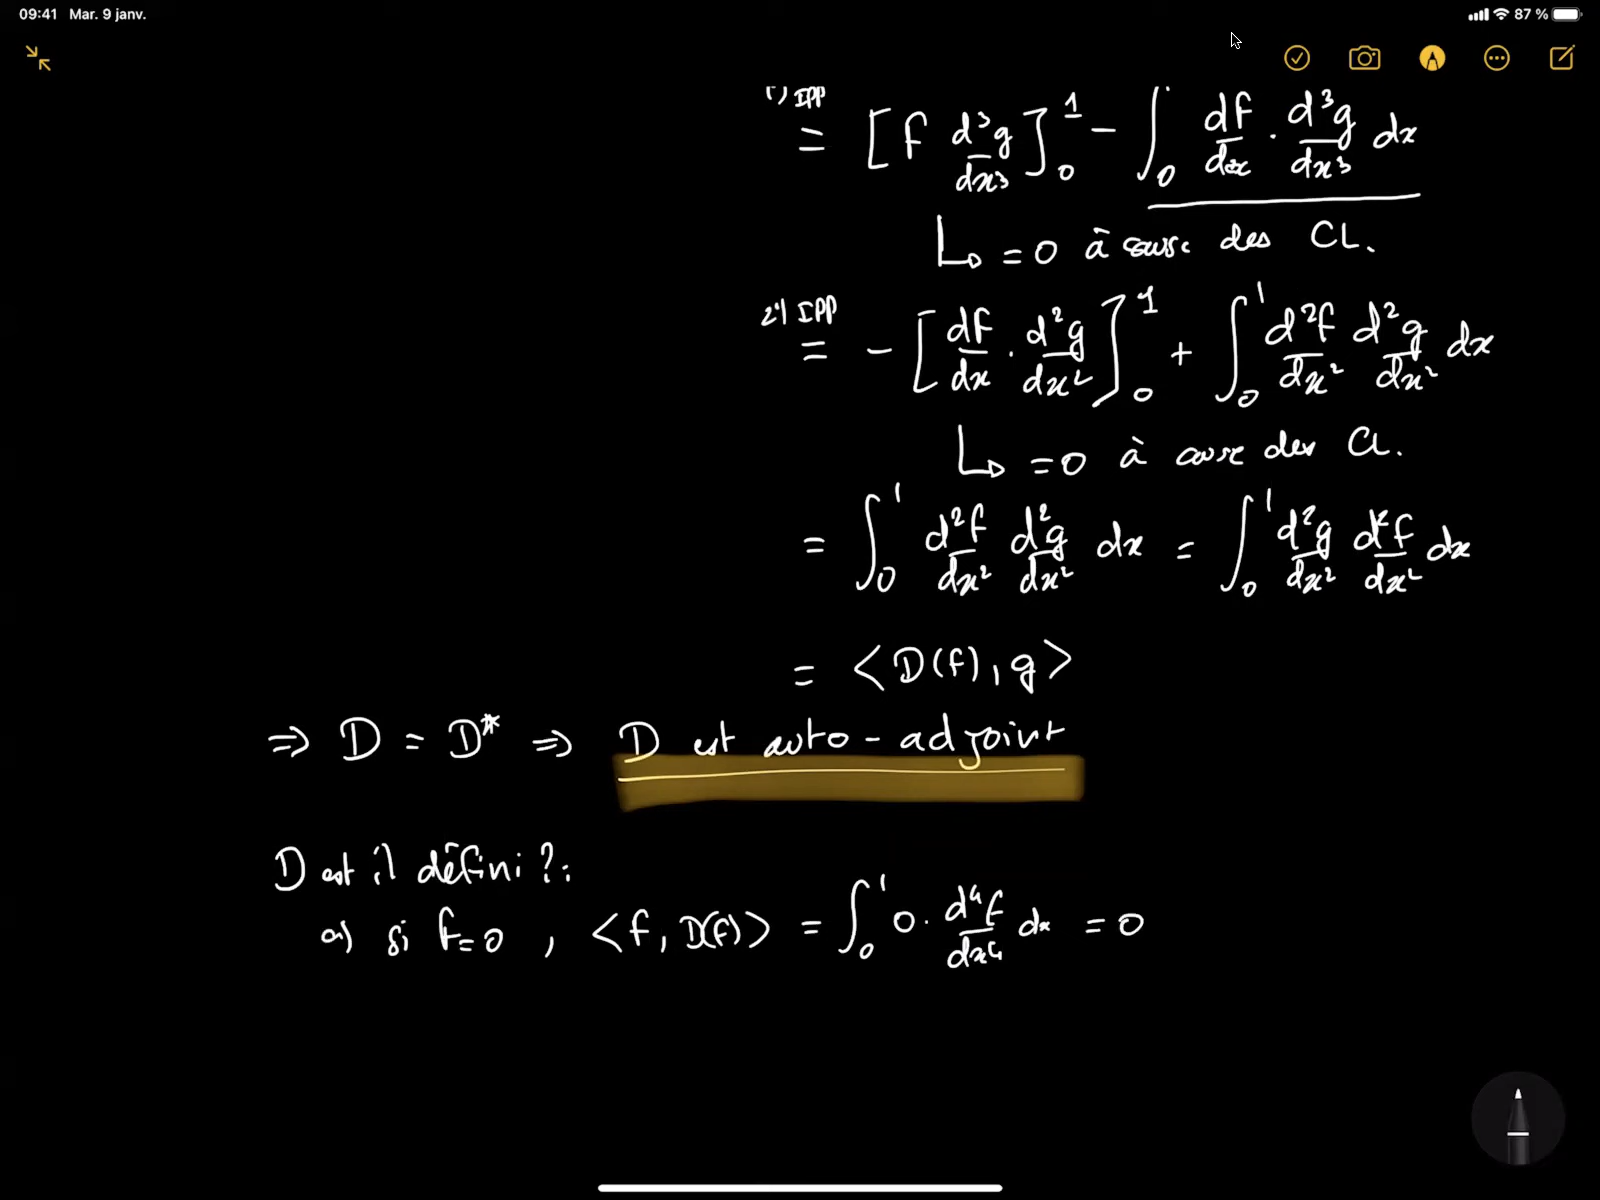 09:41 Mar. 9 janv. 87 %
1) IPP
= [f d³g/dx³]₀¹ - ∫₀ df/dx . d³g/dx³ dx
↳ = 0 à cause des CL.
2) IPP
= - [df/dx . d²g/dx²]₀¹ + ∫₀¹ d²f/dx² d²g/dx² dx
↳ = 0 à cause des CL.
= ∫₀¹ d²f/dx² d²g/dx² dx = ∫₀¹ d²g/dx² d²f/dx² dx
= <D(f), g>
⇒ D = D* ⇒ D est auto-adjoint
D est il défini ? :
a) si f=0, <f, D(f)> = ∫₀¹ 0 . d⁴f/dx⁴ dx = 0